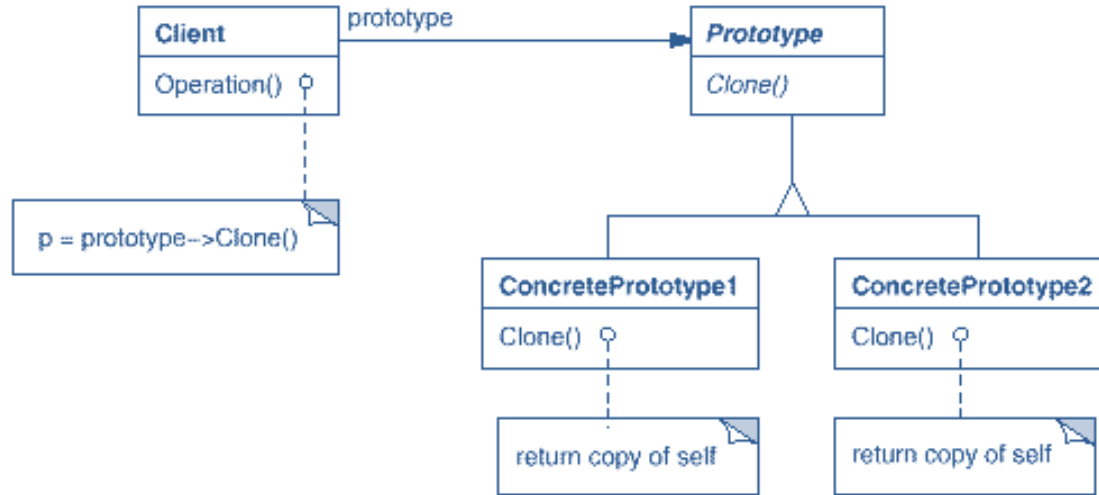 Client
prototype
Prototype
Operation()
Clone()
p = prototype-->Clone()
ConcretePrototype1
ConcretePrototype2
Clone()
Clone()
return copy of self
return copy of self